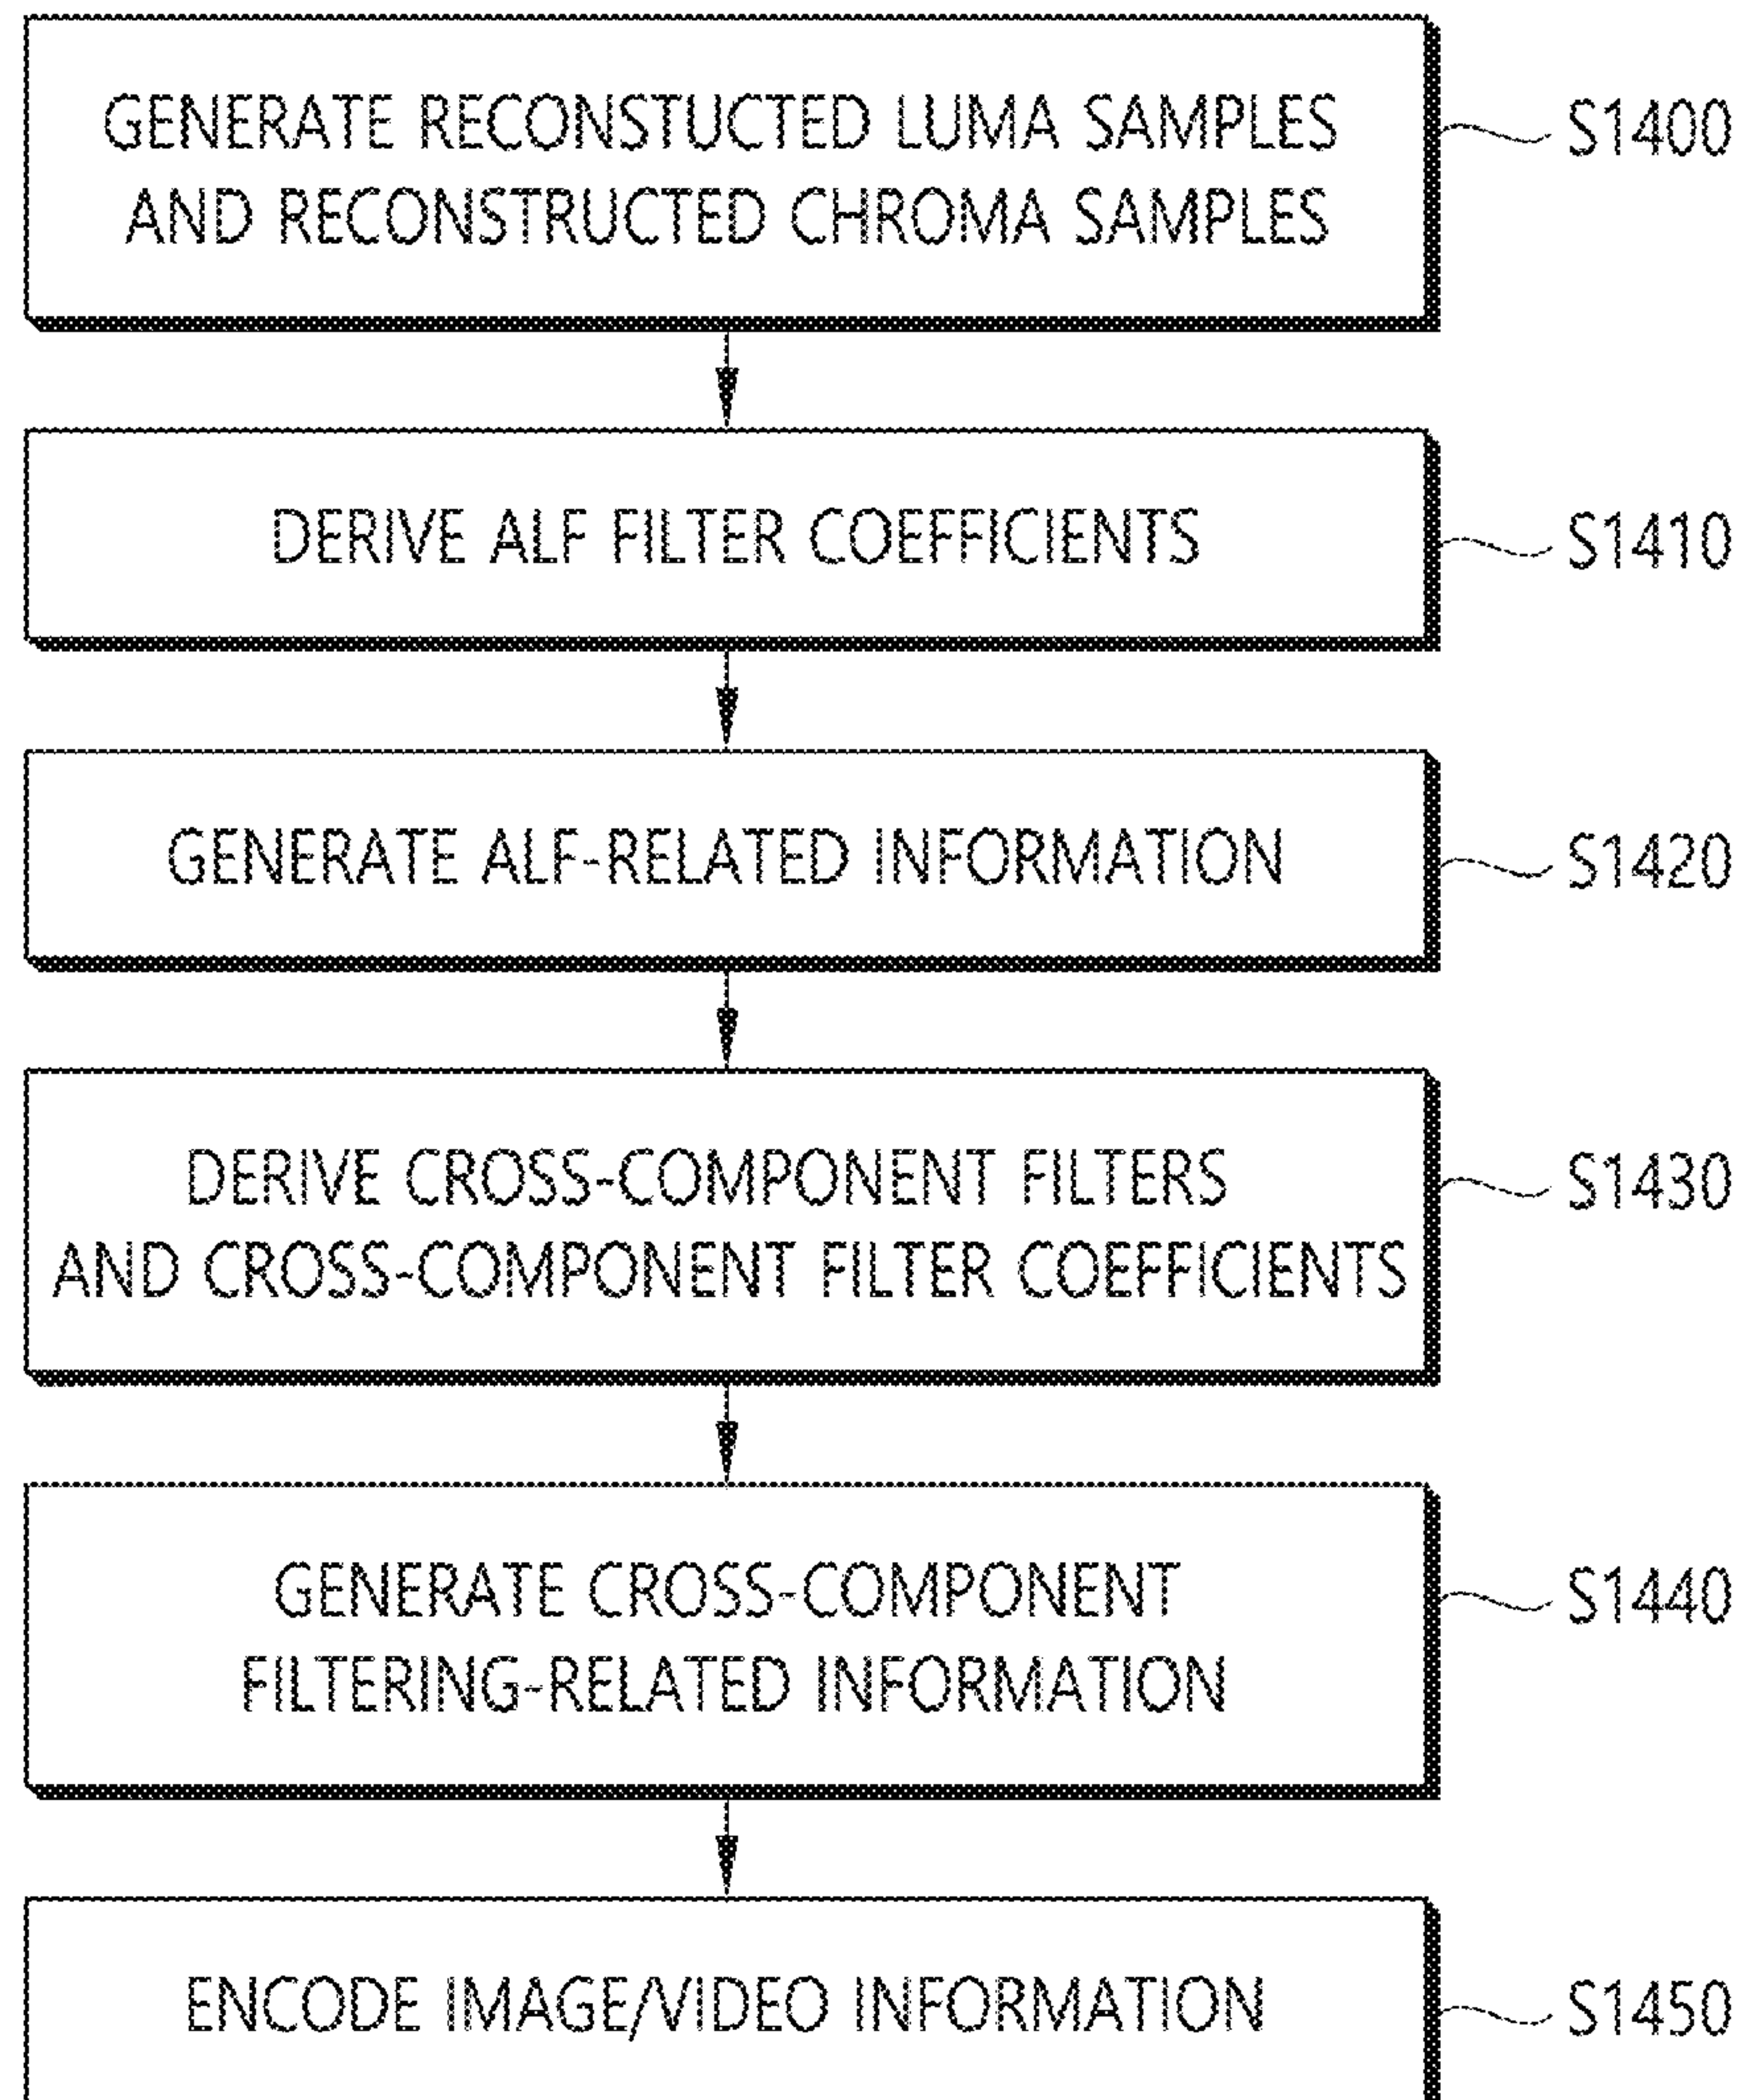 GENERATE RECONSTUCTED LUMA SAMPLES
AND RECONSTRUCTED CHROMA SAMPLES
S1400
DERIVE ALF FILTER COEFFICIENTS
S1410
GENERATE ALF-RELATED INFORMATION
S1420
DERIVE CROSS-COMPONENT FILTERS
AND CROSS-COMPONENT FILTER COEFFICIENTS
S1430
GENERATE CROSS-COMPONENT
FILTERING-RELATED INFORMATION
S1440
ENCODE IMAGE/VIDEO INFORMATION
S1450